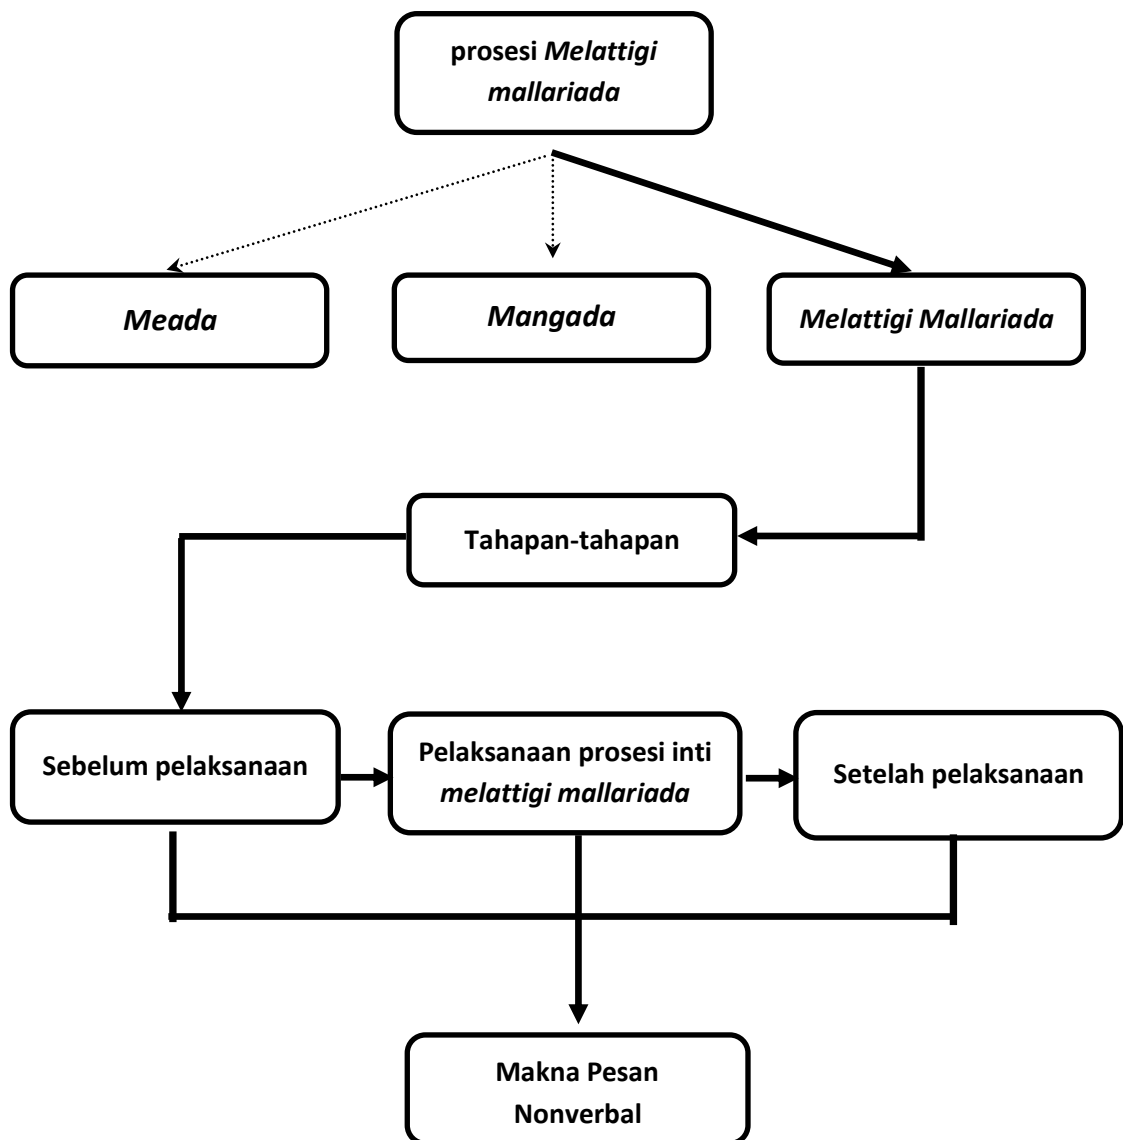 prosesi Melattigi
mallariada
Meada
Mangada
Melattigi Mallariada
Tahapan-tahapan
Sebelum pelaksanaan
Pelaksanaan prosesi inti
melattigi mallariada
Setelah pelaksanaan
Makna Pesan
Nonverbal